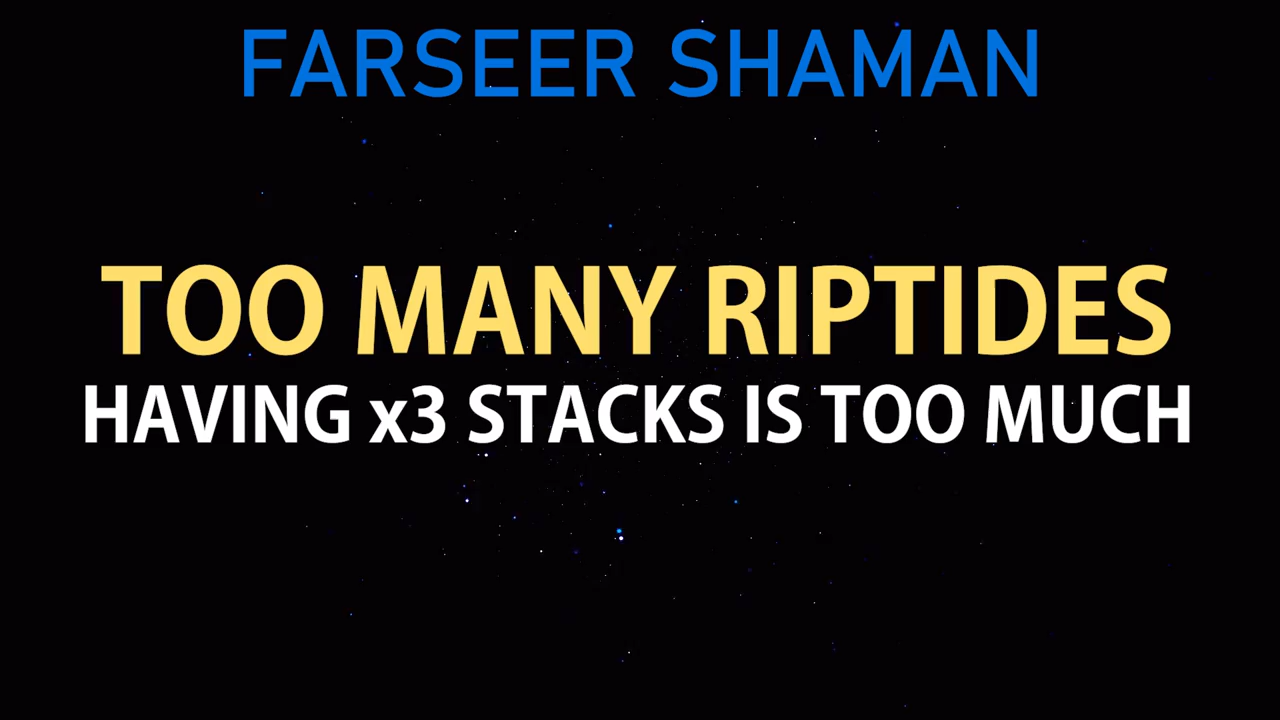 FARSEER SHAMAN
TOO MANY RIPTIDES
HAVING x3 STACKS IS TOO MUCH